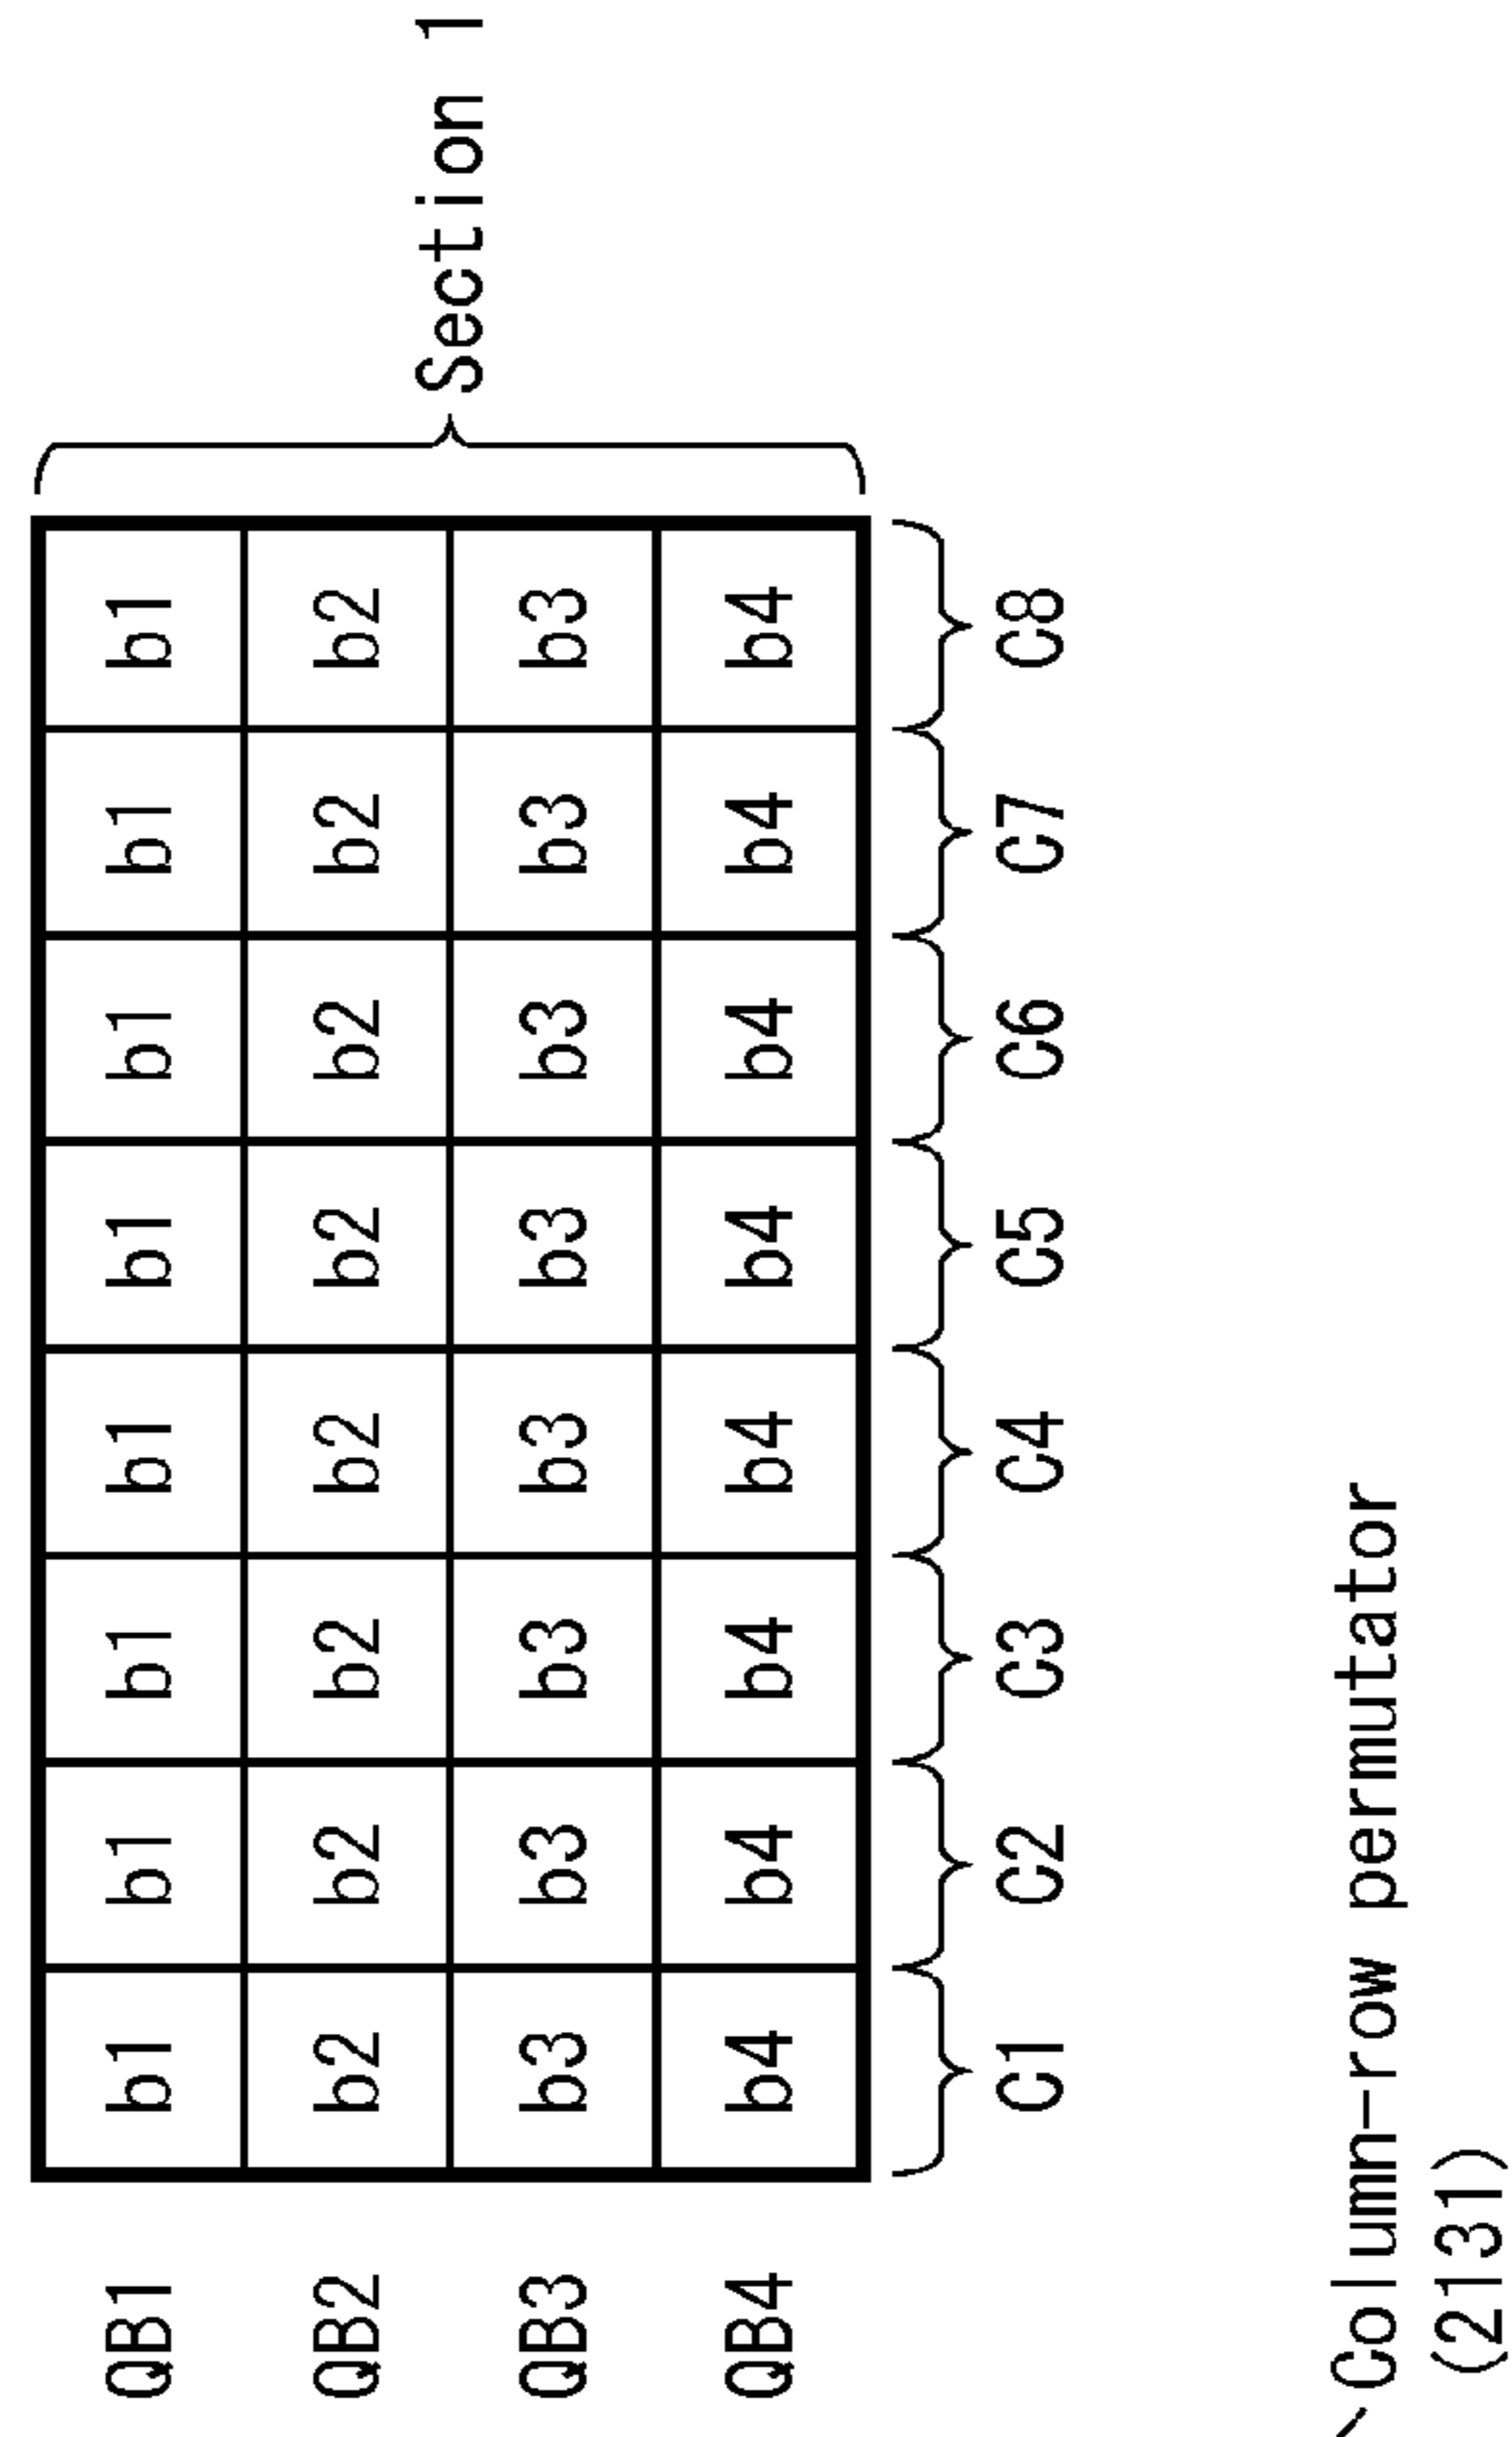 QB1 b1 b1 b1 b1 b1 b1 b1 b1
QB2 b2 b2 b2 b2 b2 b2 b2 b2
QB3 b3 b3 b3 b3 b3 b3 b3 b3
QB4 b4 b4 b4 b4 b4 b4 b4 b4
Section 1
C1 C2 C3 C4 C5 C6 C7 C8
Column-row permutator
(2131)